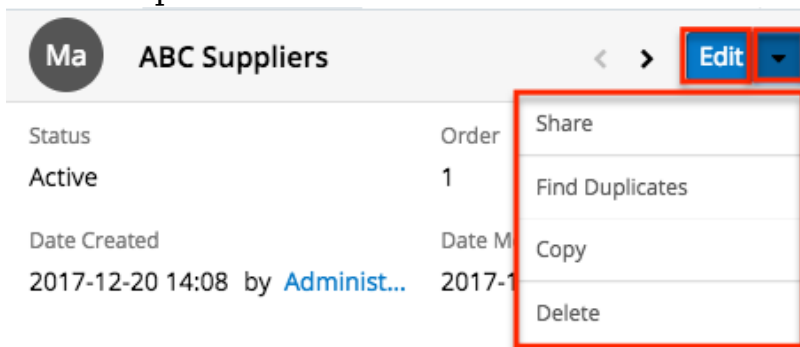 Ma ABC Suppliers < > Edit
Status Order Share
Active 1 Find Duplicates
Date Created Date M Copy
2017-12-20 14:08 by Administ... 2017-1
Delete